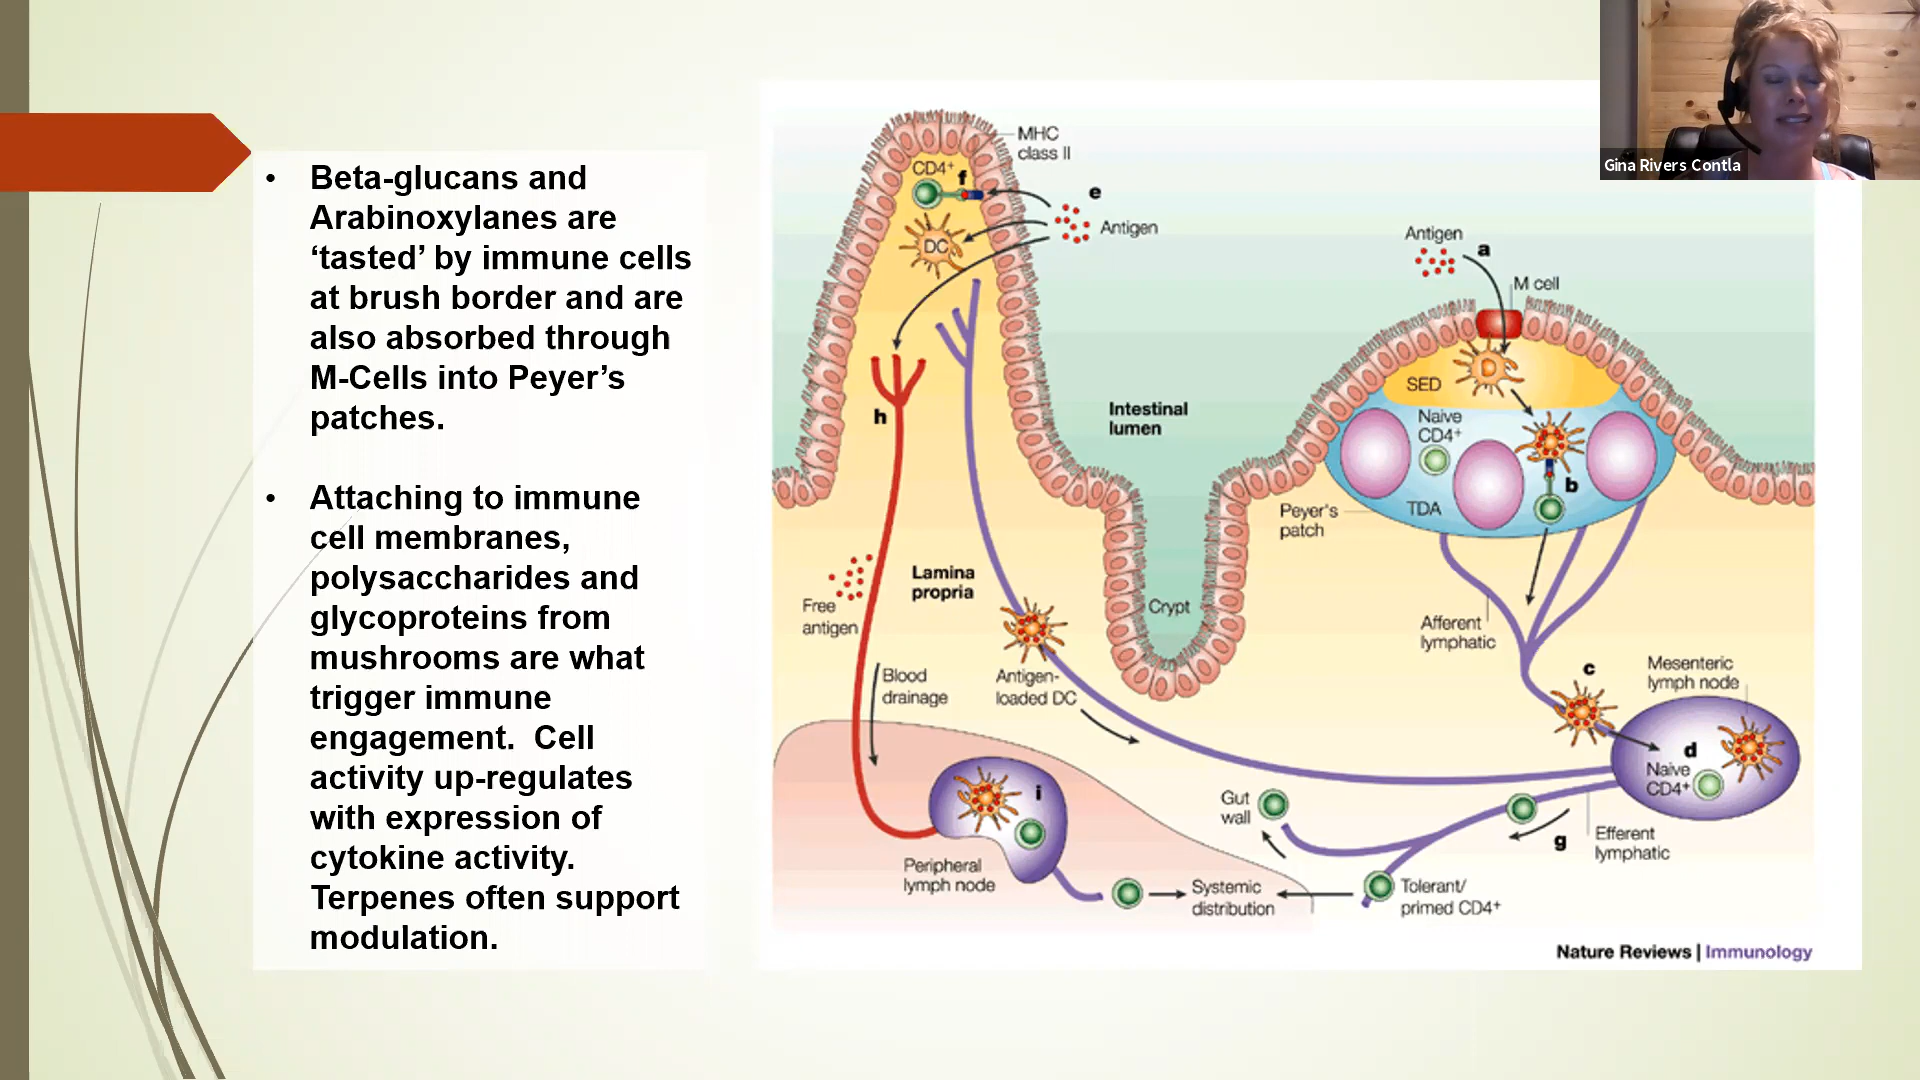 • Beta-glucans and
Arabinoxylanes are
‘tasted’ by immune cells
at brush border and are
also absorbed through
M-Cells into Peyer’s
patches.
• Attaching to immune
cell membranes,
polysaccharides and
glycoproteins from
mushrooms are what
trigger immune
engagement.  Cell
activity up-regulates
with expression of
cytokine activity.
Terpenes often support
modulation.
MHC
class II
CD4+
f
e
Antigen
DC
h
Intestinal
lumen
Antigen
a
M cell
D
SED
Naive
CD4+
b
TDA
Peyer's
patch
Lamina
propria
Free
antigen
Crypt
Blood
drainage
Antigen-
loaded DC
Afferent
lymphatic
c
Mesenteric
lymph node
d
Naive
CD4+
i
Gut
wall
g
Efferent
lymphatic
Peripheral
lymph node
Systemic
distribution
Tolerant/
primed CD4+
Nature Reviews | Immunology
Gina Rivers Contla